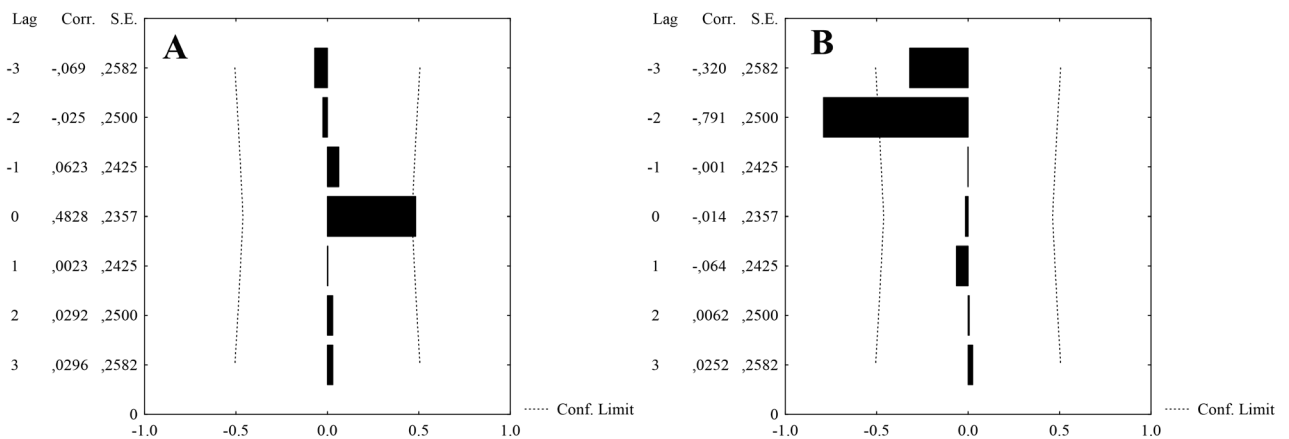 Lag Corr. S.E.
A
-3 -,069 ,2582
-2 -,025 ,2500
-1 ,0623 ,2425
0 ,4828 ,2357
1 ,0023 ,2425
2 ,0292 ,2500
3 ,0296 ,2582
0
-1.0 -0.5 0.0 0.5 1.0
Conf. Limit
Lag Corr. S.E.
B
-3 -,320 ,2582
-2 -,791 ,2500
-1 -,001 ,2425
0 -,014 ,2357
1 -,064 ,2425
2 ,0062 ,2500
3 ,0252 ,2582
0
-1.0 -0.5 0.0 0.5 1.0
Conf. Limit